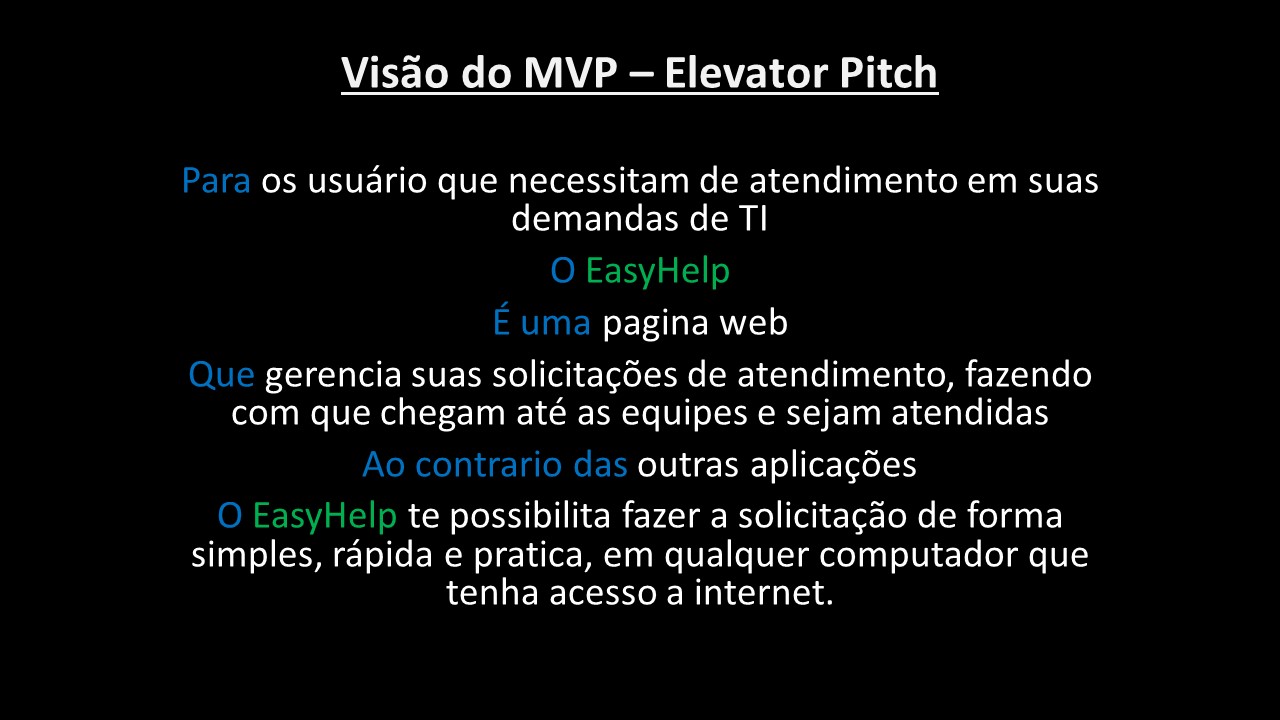 Visão do MVP – Elevator Pitch
Para os usuário que necessitam de atendimento em suas
demandas de TI
O EasyHelp
É uma pagina web
Que gerencia suas solicitações de atendimento, fazendo
com que chegam até as equipes e sejam atendidas
Ao contrario das outras aplicações
O EasyHelp te possibilita fazer a solicitação de forma
simples, rápida e pratica, em qualquer computador que
tenha acesso a internet.